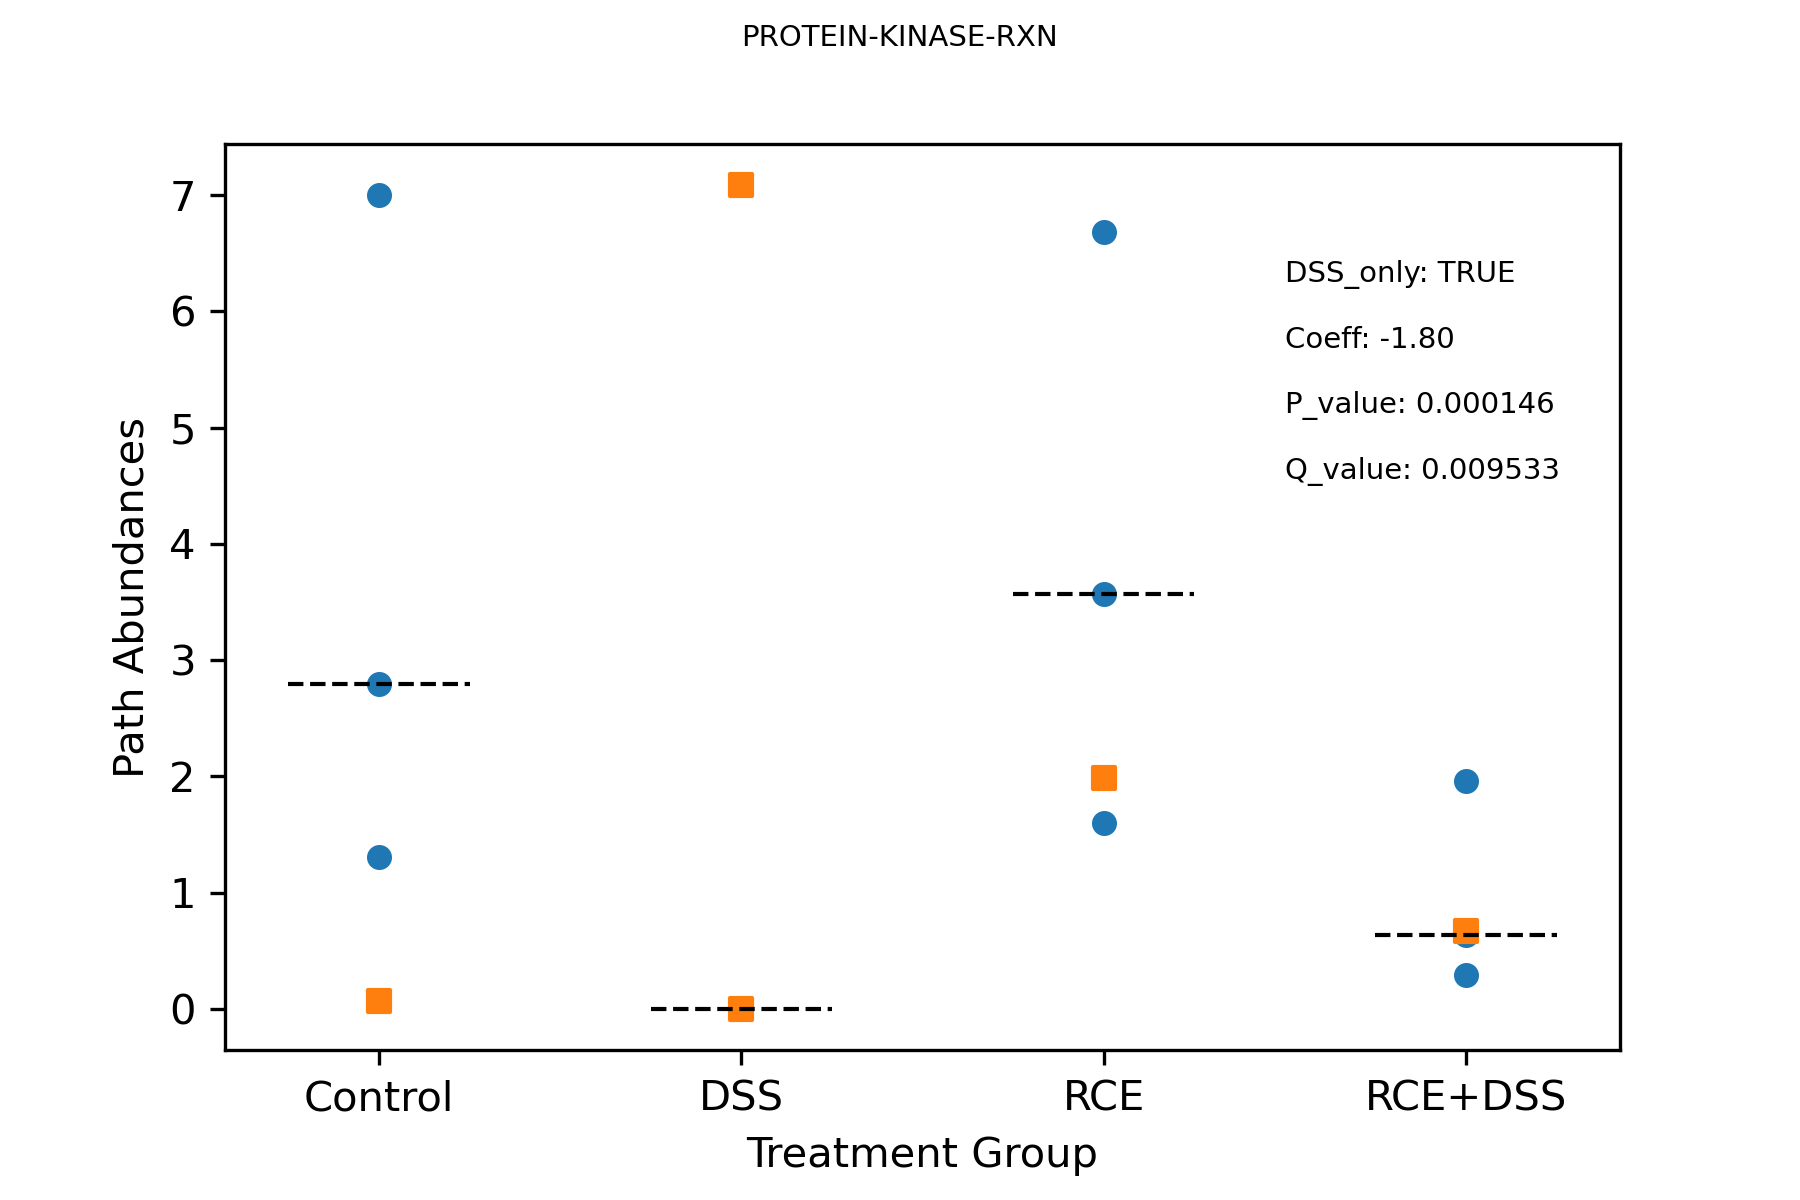 PROTEIN-KINASE-RXN
Path Abundances
7
6
5
4
3
2
1
0
DSS_only: TRUE
Coeff: -1.80
P_value: 0.000146
Q_value: 0.009533
Control
DSS
RCE
RCE+DSS
Treatment Group